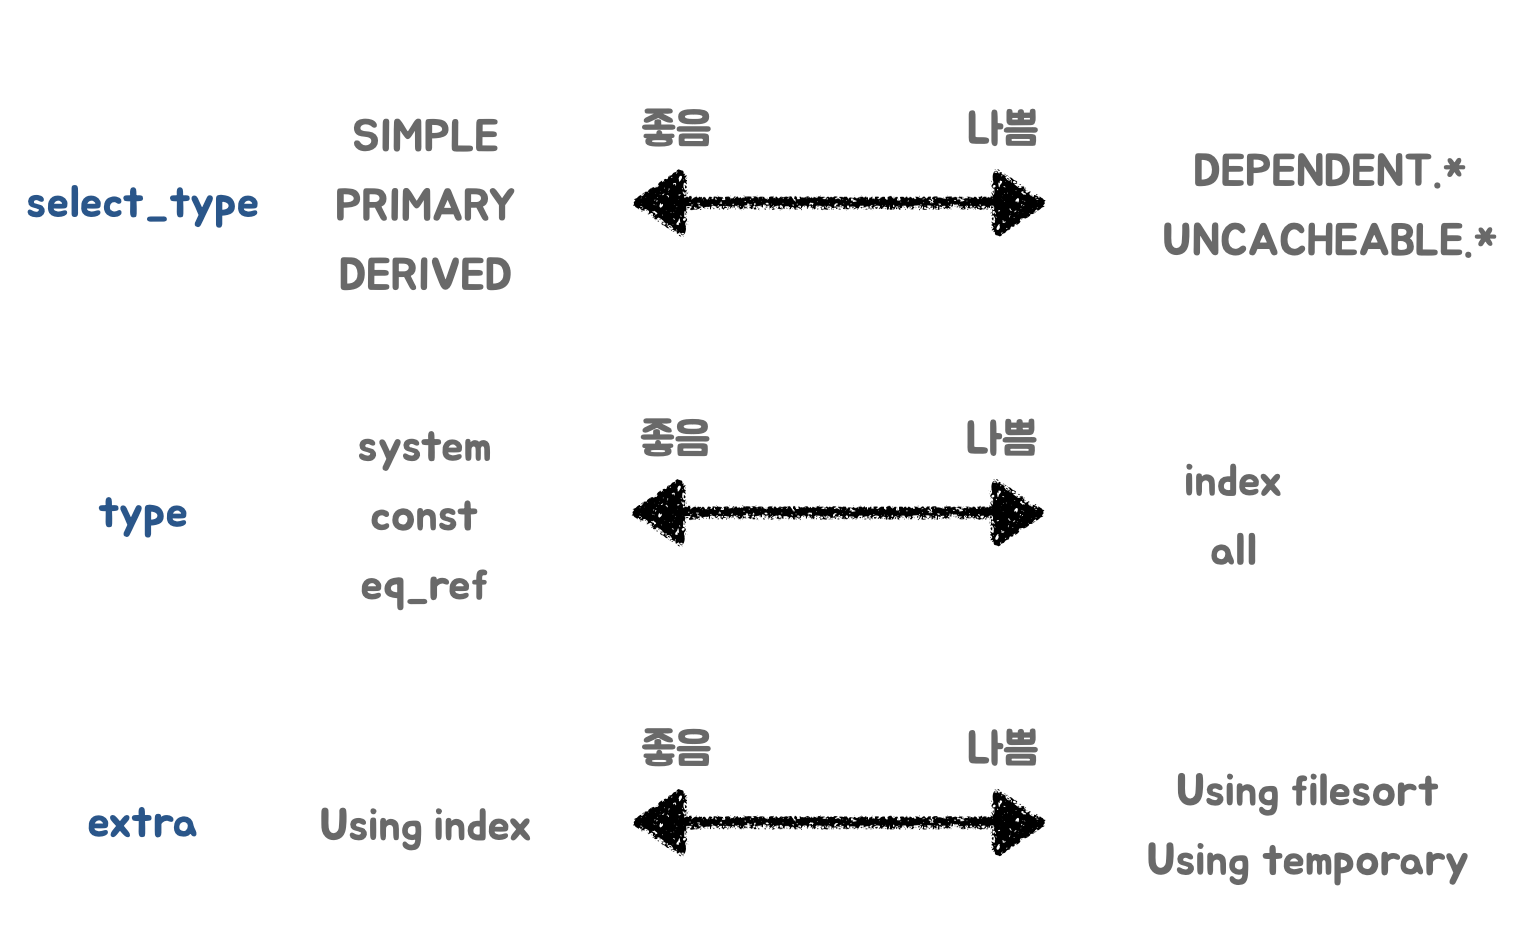 select_type
SIMPLE
PRIMARY
DERIVED
좋음
나쁨
DEPENDENT.*
UNCACHEABLE.*
type
system
const
eq_ref
좋음
나쁨
index
all
extra
Using index
좋음
나쁨
Using filesort
Using temporary